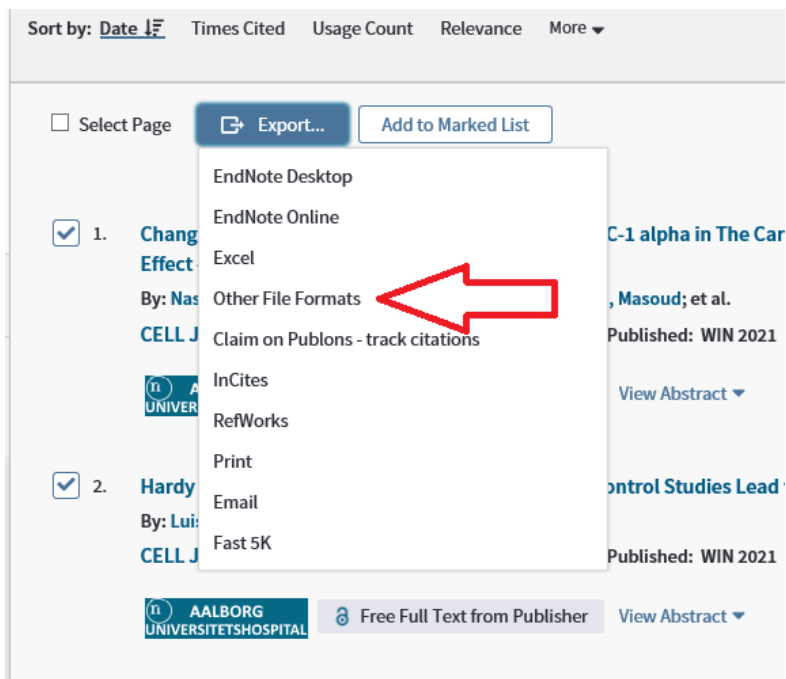 Sort by: Date Times Cited Usage Count Relevance More
Select Page Export... Add to Marked List
EndNote Desktop
EndNote Online
1. Chang C-1 alpha in The Car
Effect Excel
By: Nas Other File Formats , Masoud; et al.
CELL J Claim on Publons - track citations Published: WIN 2021
InCites
n A View Abstract
UNIVER
RefWorks
Print
2. Hardy ontrol Studies Lead
Email
By: Luis
Fast 5K
CELL J Published: WIN 2021
n AALBORG Free Full Text from Publisher View Abstract
UNIVERSITETSHOSPITAL